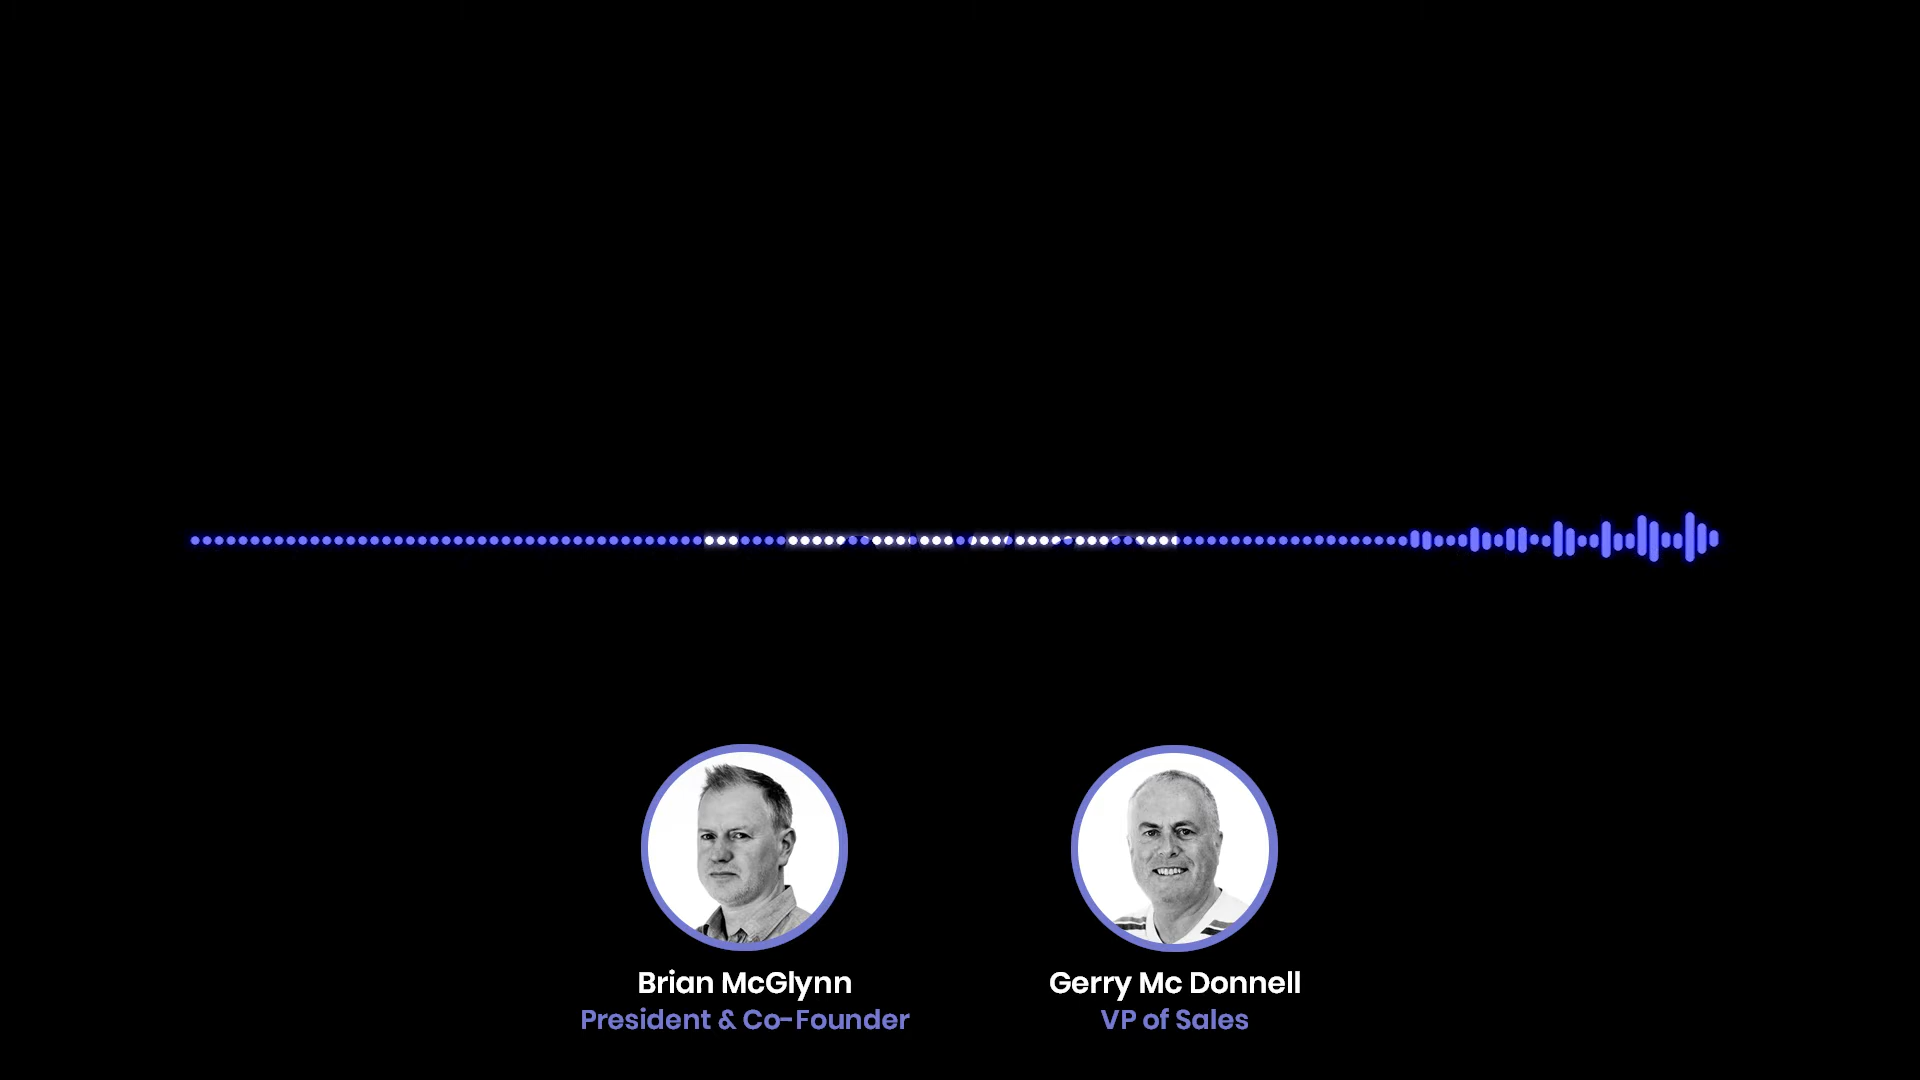 Brian McGlynn
President & Co-Founder
Gerry Mc Donnell
VP of Sales